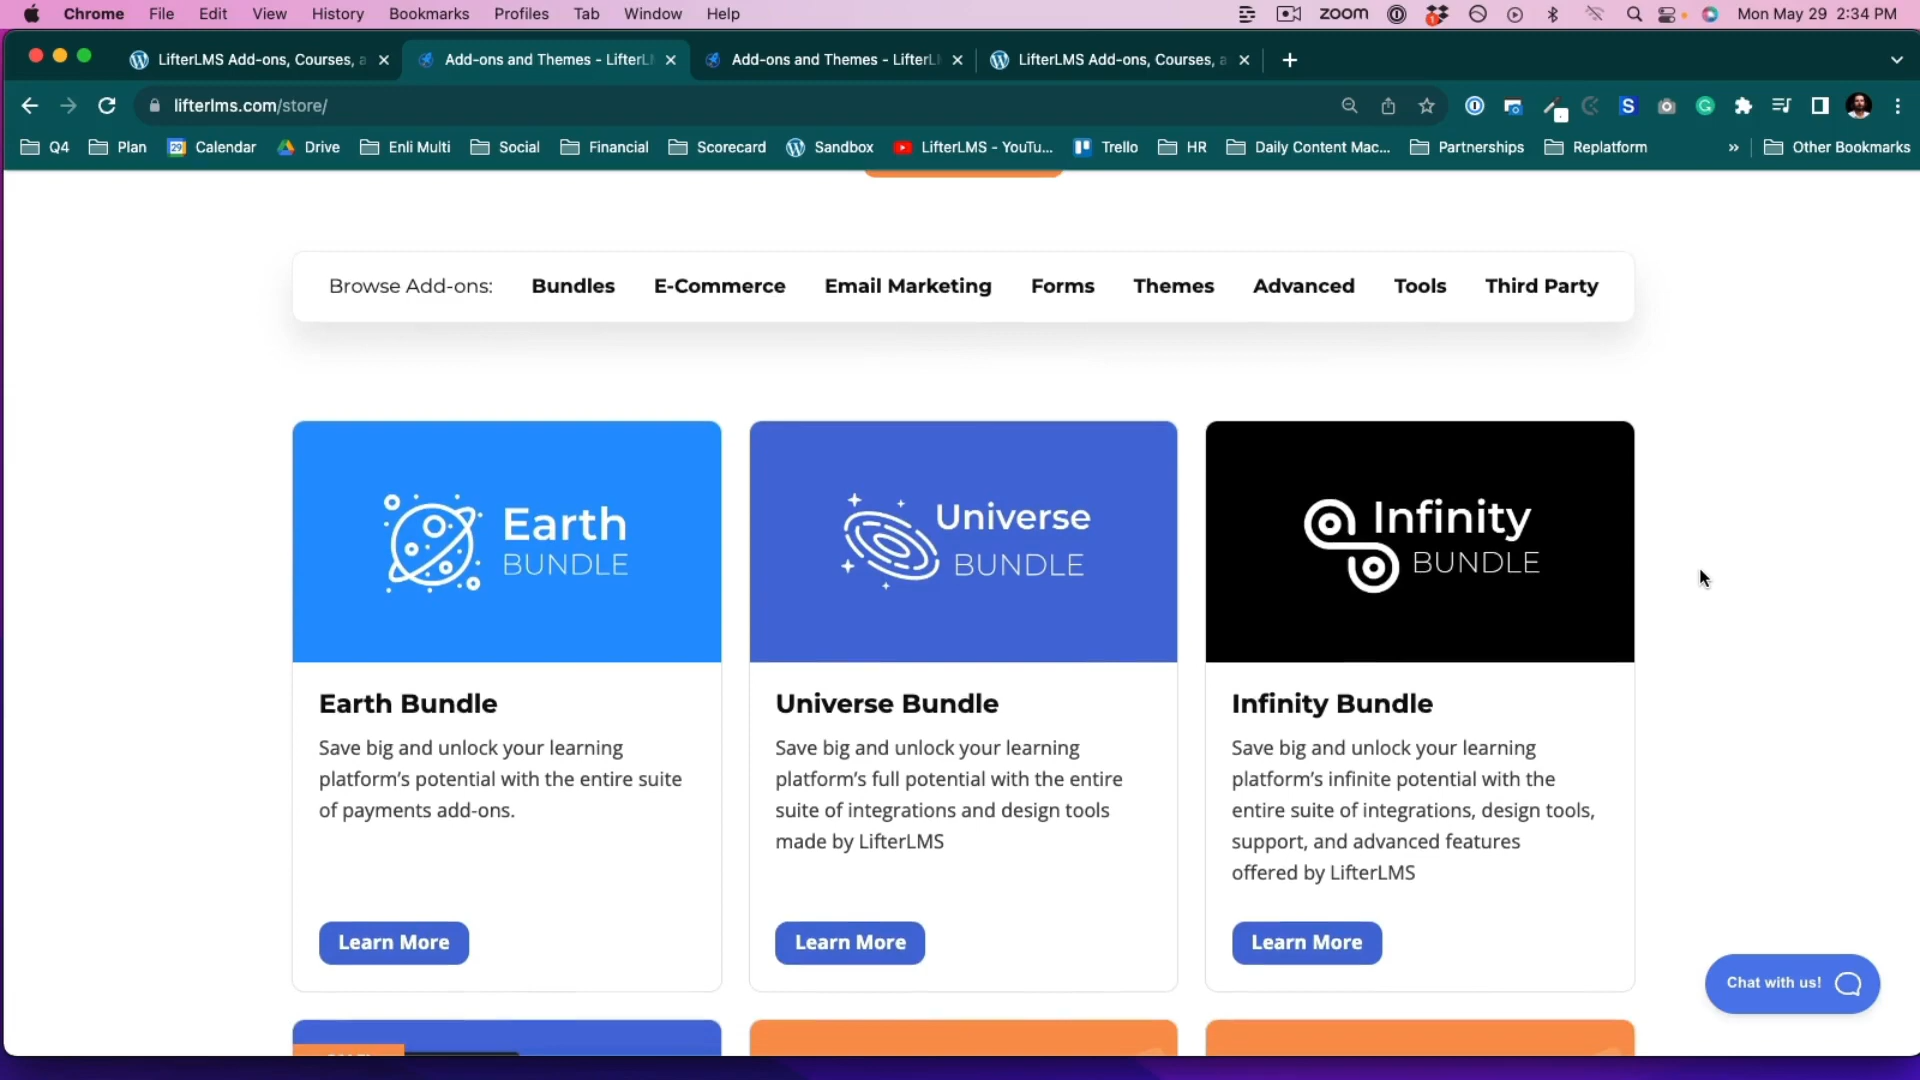 Chrome File Edit View History Bookmarks Profiles Tab Window Help zoom 1 Mon May 29 2:34 PM
LifterLMS Add-ons, Courses, a
Add-ons and Themes - LifterL
Add-ons and Themes - LifterL
LifterLMS Add-ons, Courses, a
lifterlms.com/store/
Q4 Plan 29 Calendar Drive Enli Multi Social Financial Scorecard Sandbox LifterLMS - YouTu... Trello HR Daily Content Mac... Partnerships Replatform » Other Bookmarks
Browse Add-ons: Bundles E-Commerce Email Marketing Forms Themes Advanced Tools Third Party
Earth
BUNDLE
Earth Bundle
Save big and unlock your learning
platform's potential with the entire suite
of payments add-ons.
Learn More
Universe
BUNDLE
Universe Bundle
Save big and unlock your learning
platform's full potential with the entire
suite of integrations and design tools
made by LifterLMS
Learn More
Infinity
BUNDLE
Infinity Bundle
Save big and unlock your learning
platform's infinite potential with the
entire suite of integrations, design tools,
support, and advanced features
offered by LifterLMS
Learn More
Chat with us!